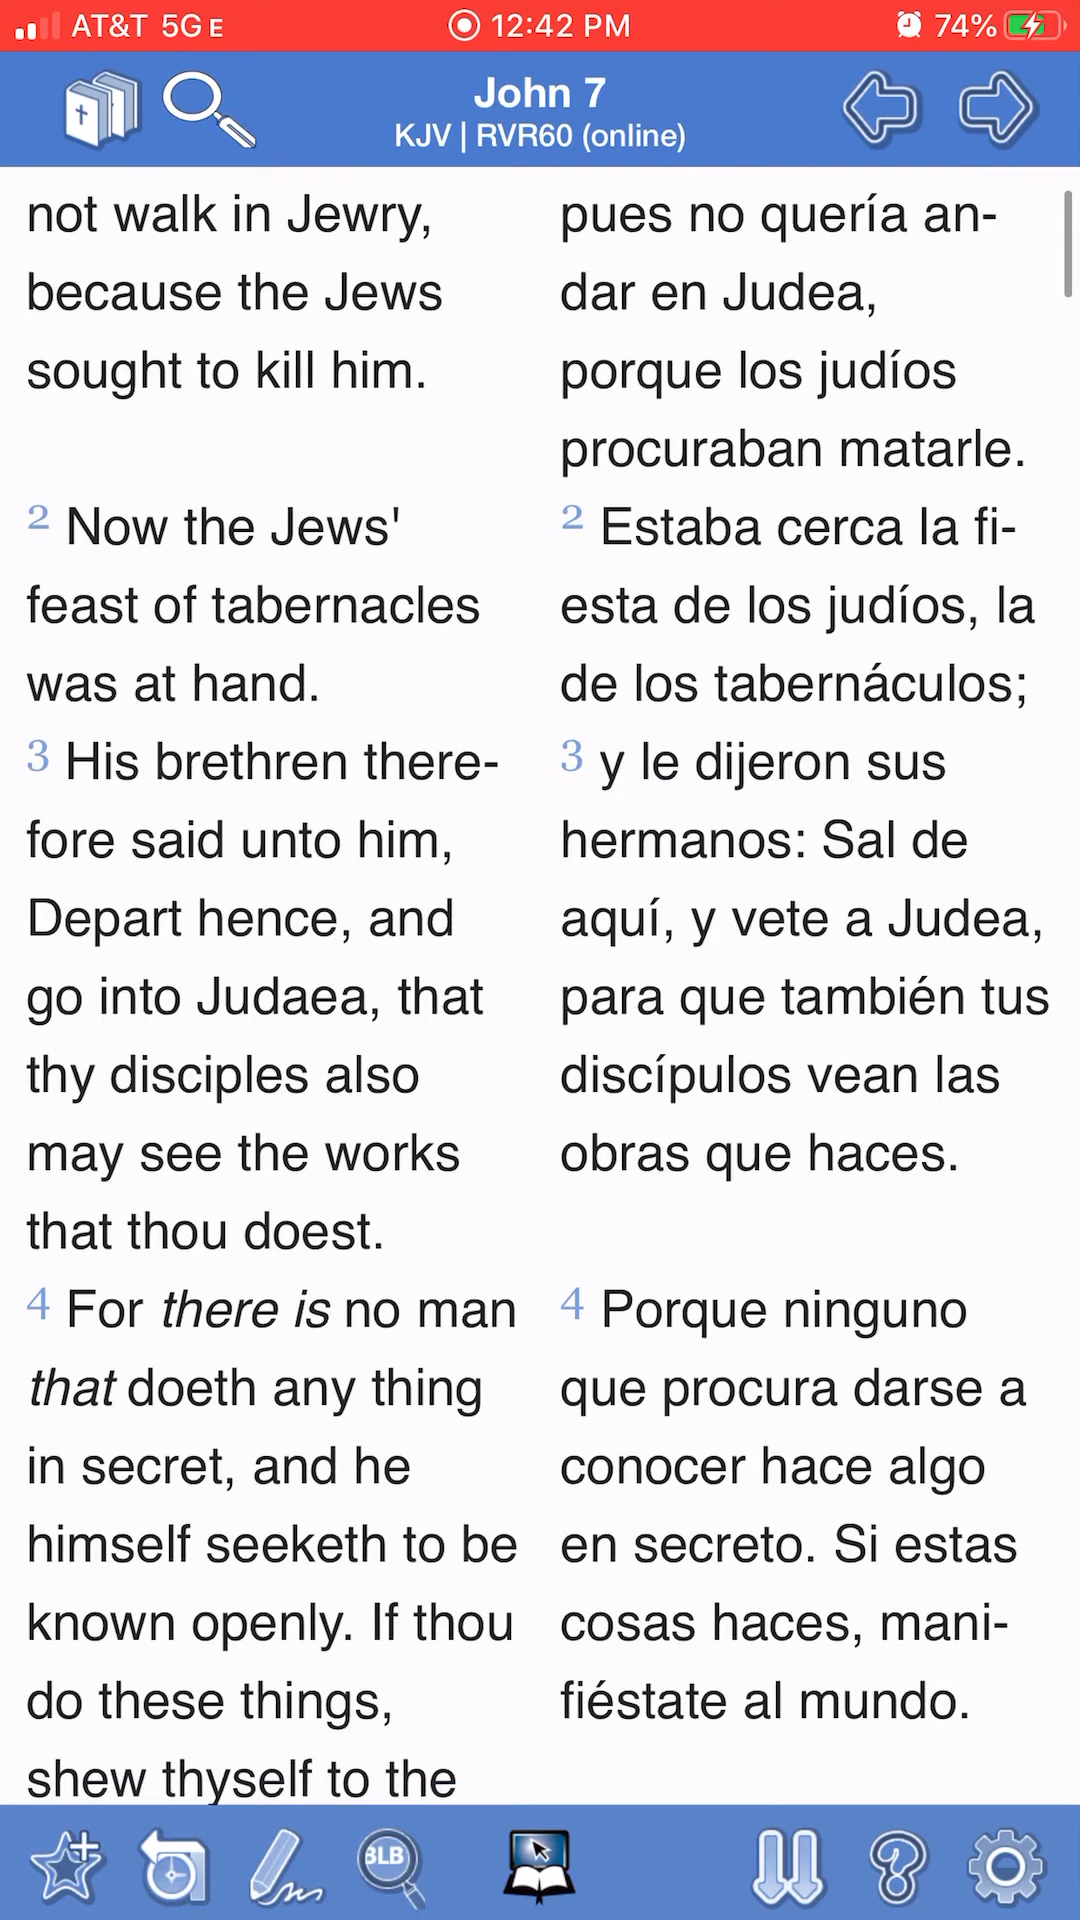 AT&T 5G E 12:42 PM 74%
John 7
KJV | RVR60 (online)
not walk in Jewry,
because the Jews
sought to kill him.
2 Now the Jews'
feast of tabernacles
was at hand.
3 His brethren there-
fore said unto him,
Depart hence, and
go into Judaea, that
thy disciples also
may see the works
that thou doest.
4 For there is no man
that doeth any thing
in secret, and he
himself seeketh to be
known openly. If thou
do these things,
shew thyself to the
pues no quería an-
dar en Judea,
porque los judíos
procuraban matarle.
2 Estaba cerca la fi-
esta de los judíos, la
de los tabernáculos;
3 y le dijeron sus
hermanos: Sal de
aquí, y vete a Judea,
para que también tus
discípulos vean las
obras que haces.
4 Porque ninguno
que procura darse a
conocer hace algo
en secreto. Si estas
cosas haces, mani-
fiéstate al mundo.
BLB